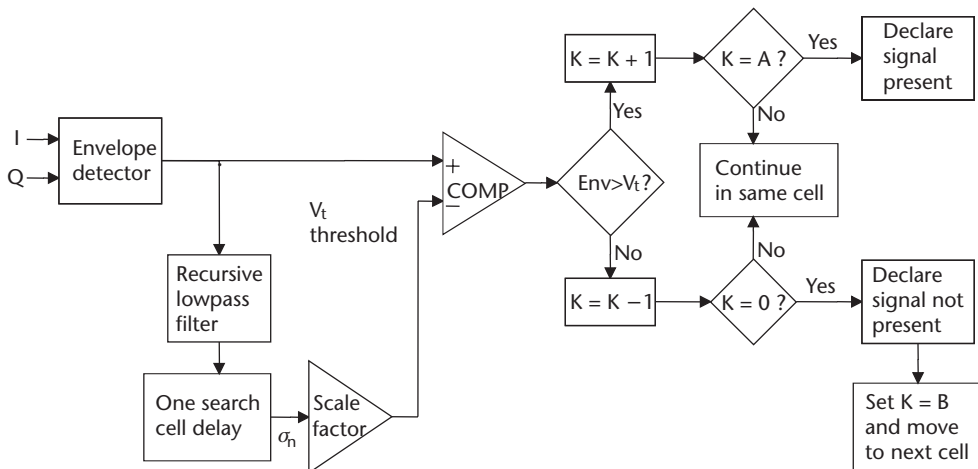 I
Q
Envelope
detector
Recursive
lowpass
filter
One search
cell delay
σn
Scale
factor
Vt
threshold
+
COMP
−
Env>Vt?
Yes
No
K = K + 1
K = K −1
K = A ?
Yes
No
Continue
in same cell
No
K = 0 ?
Yes
Declare
signal
present
Declare
signal not
present
Set K = B
and move
to next cell